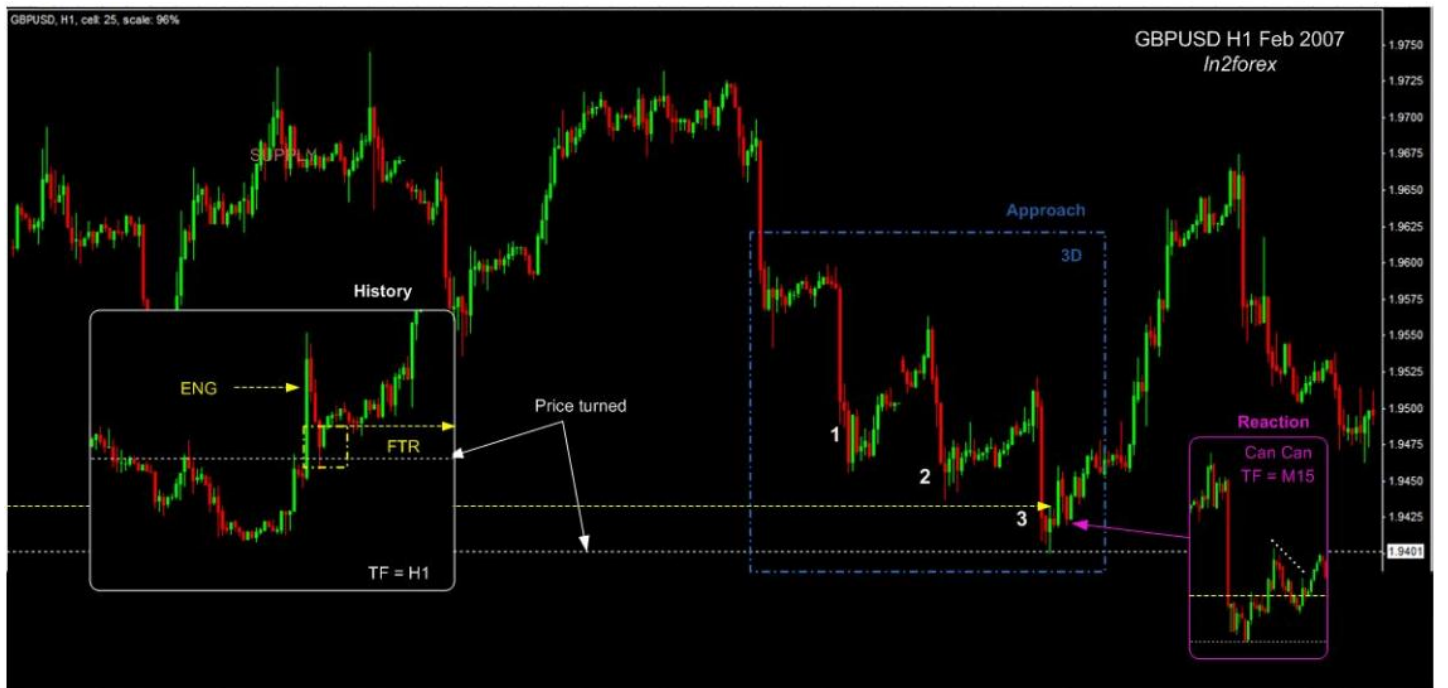 GBPUSD, H1, cell: 25, scale: 96%
GBPUSD H1 Feb 2007
In2forex
1.9750
1.9725
1.9700
1.9675
1.9650
1.9625
1.9600
1.9575
1.9550
1.9525
1.9500
1.9475
1.9450
1.9425
1.9401
SUPPLY
Approach
3D
History
ENG
FTR
TF = H1
Price turned
1
2
3
Reaction
Can Can
TF = M15